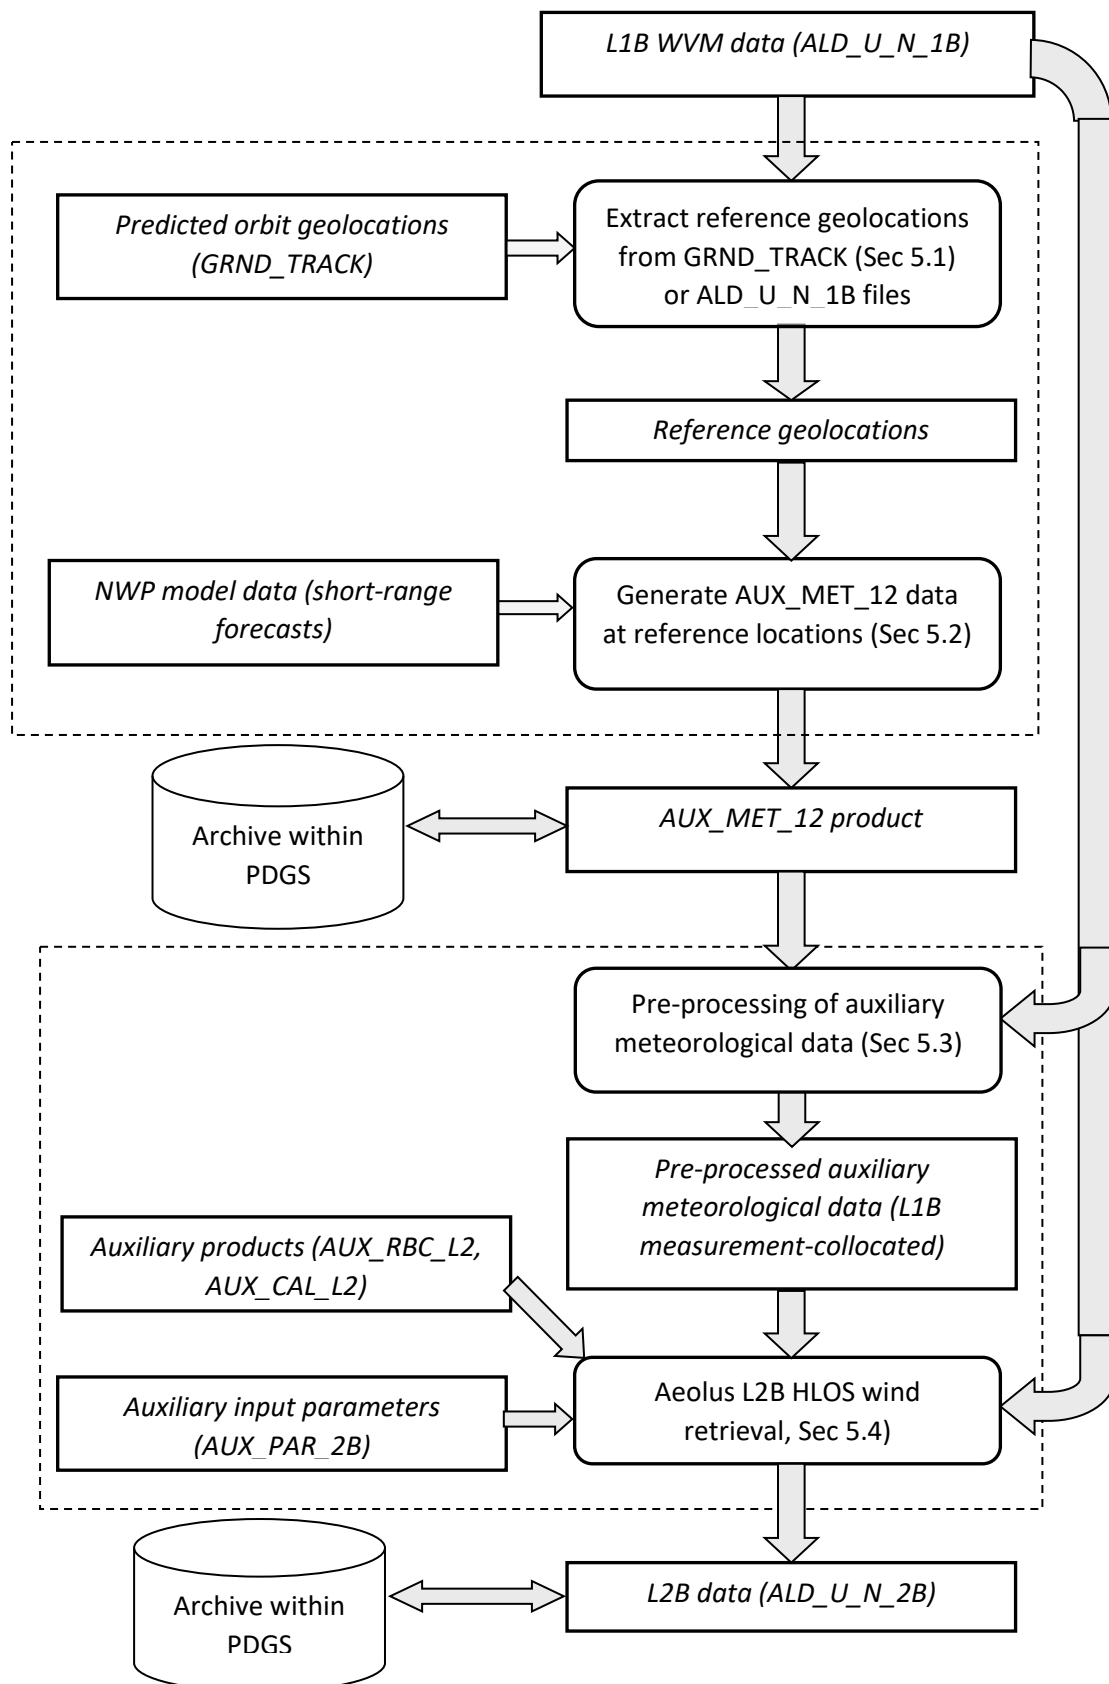 L1B WVM data (ALD_U_N_1B)
Predicted orbit geolocations
(GRND_TRACK)
Extract reference geolocations
from GRND_TRACK (Sec 5.1)
or ALD_U_N_1B files
Reference geolocations
NWP model data (short-range
forecasts)
Generate AUX_MET_12 data
at reference locations (Sec 5.2)
Archive within
PDGS
AUX_MET_12 product
Pre-processing of auxiliary
meteorological data (Sec 5.3)
Pre-processed auxiliary
meteorological data (L1B
measurement-collocated)
Auxiliary products (AUX_RBC_L2,
AUX_CAL_L2)
Auxiliary input parameters
(AUX_PAR_2B)
Aeolus L2B HLOS wind
retrieval, Sec 5.4)
Archive within
PDGS
L2B data (ALD_U_N_2B)